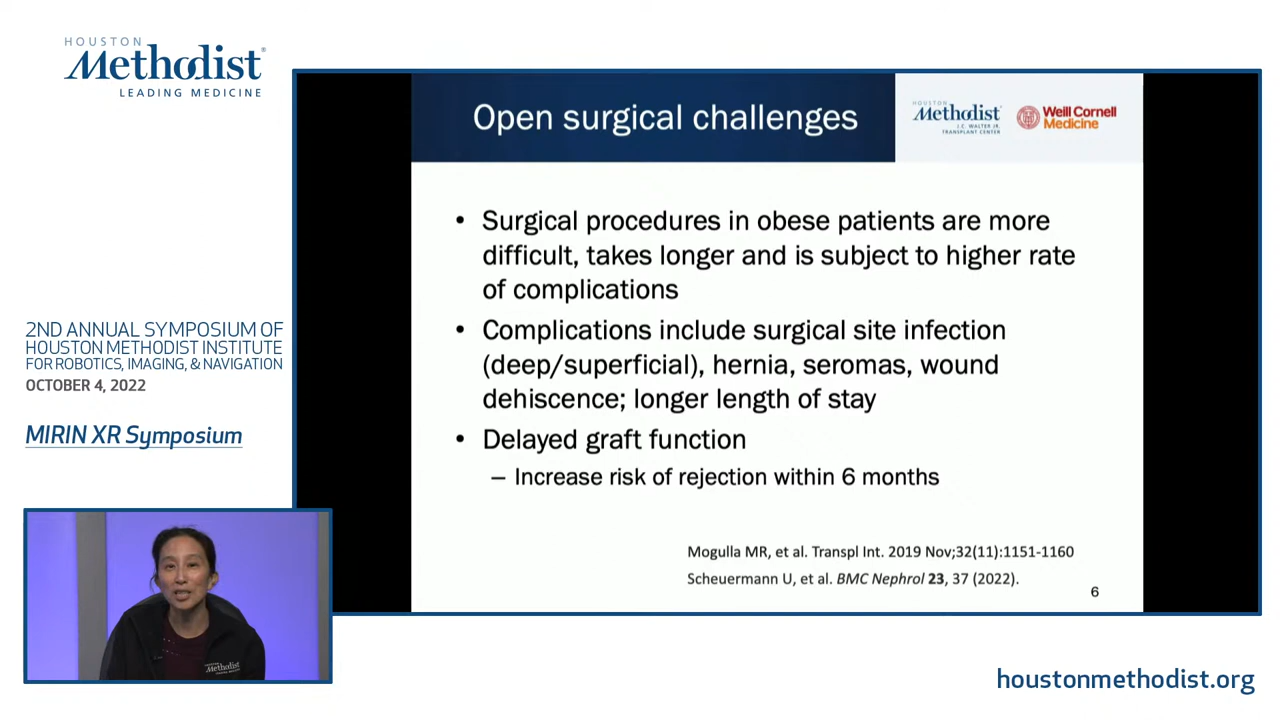 HOUSTON
Methodist
LEADING MEDICINE
Open surgical challenges
HOUSTON
Methodist
J.C. WALTER JR.
TRANSPLANT CENTER
Weill Cornell
Medicine
• Surgical procedures in obese patients are more
difficult, takes longer and is subject to higher rate
of complications
• Complications include surgical site infection
(deep/superficial), hernia, seromas, wound
dehiscence; longer length of stay
• Delayed graft function
– Increase risk of rejection within 6 months
Mogulla MR, et al. Transpl Int. 2019 Nov;32(11):1151-1160
Scheuermann U, et al. BMC Nephrol 23, 37 (2022).
6
2ND ANNUAL SYMPOSIUM OF
HOUSTON METHODIST INSTITUTE
FOR ROBOTICS, IMAGING, & NAVIGATION
OCTOBER 4, 2022
MIRIN XR Symposium
Methodist
houstonmethodist.org